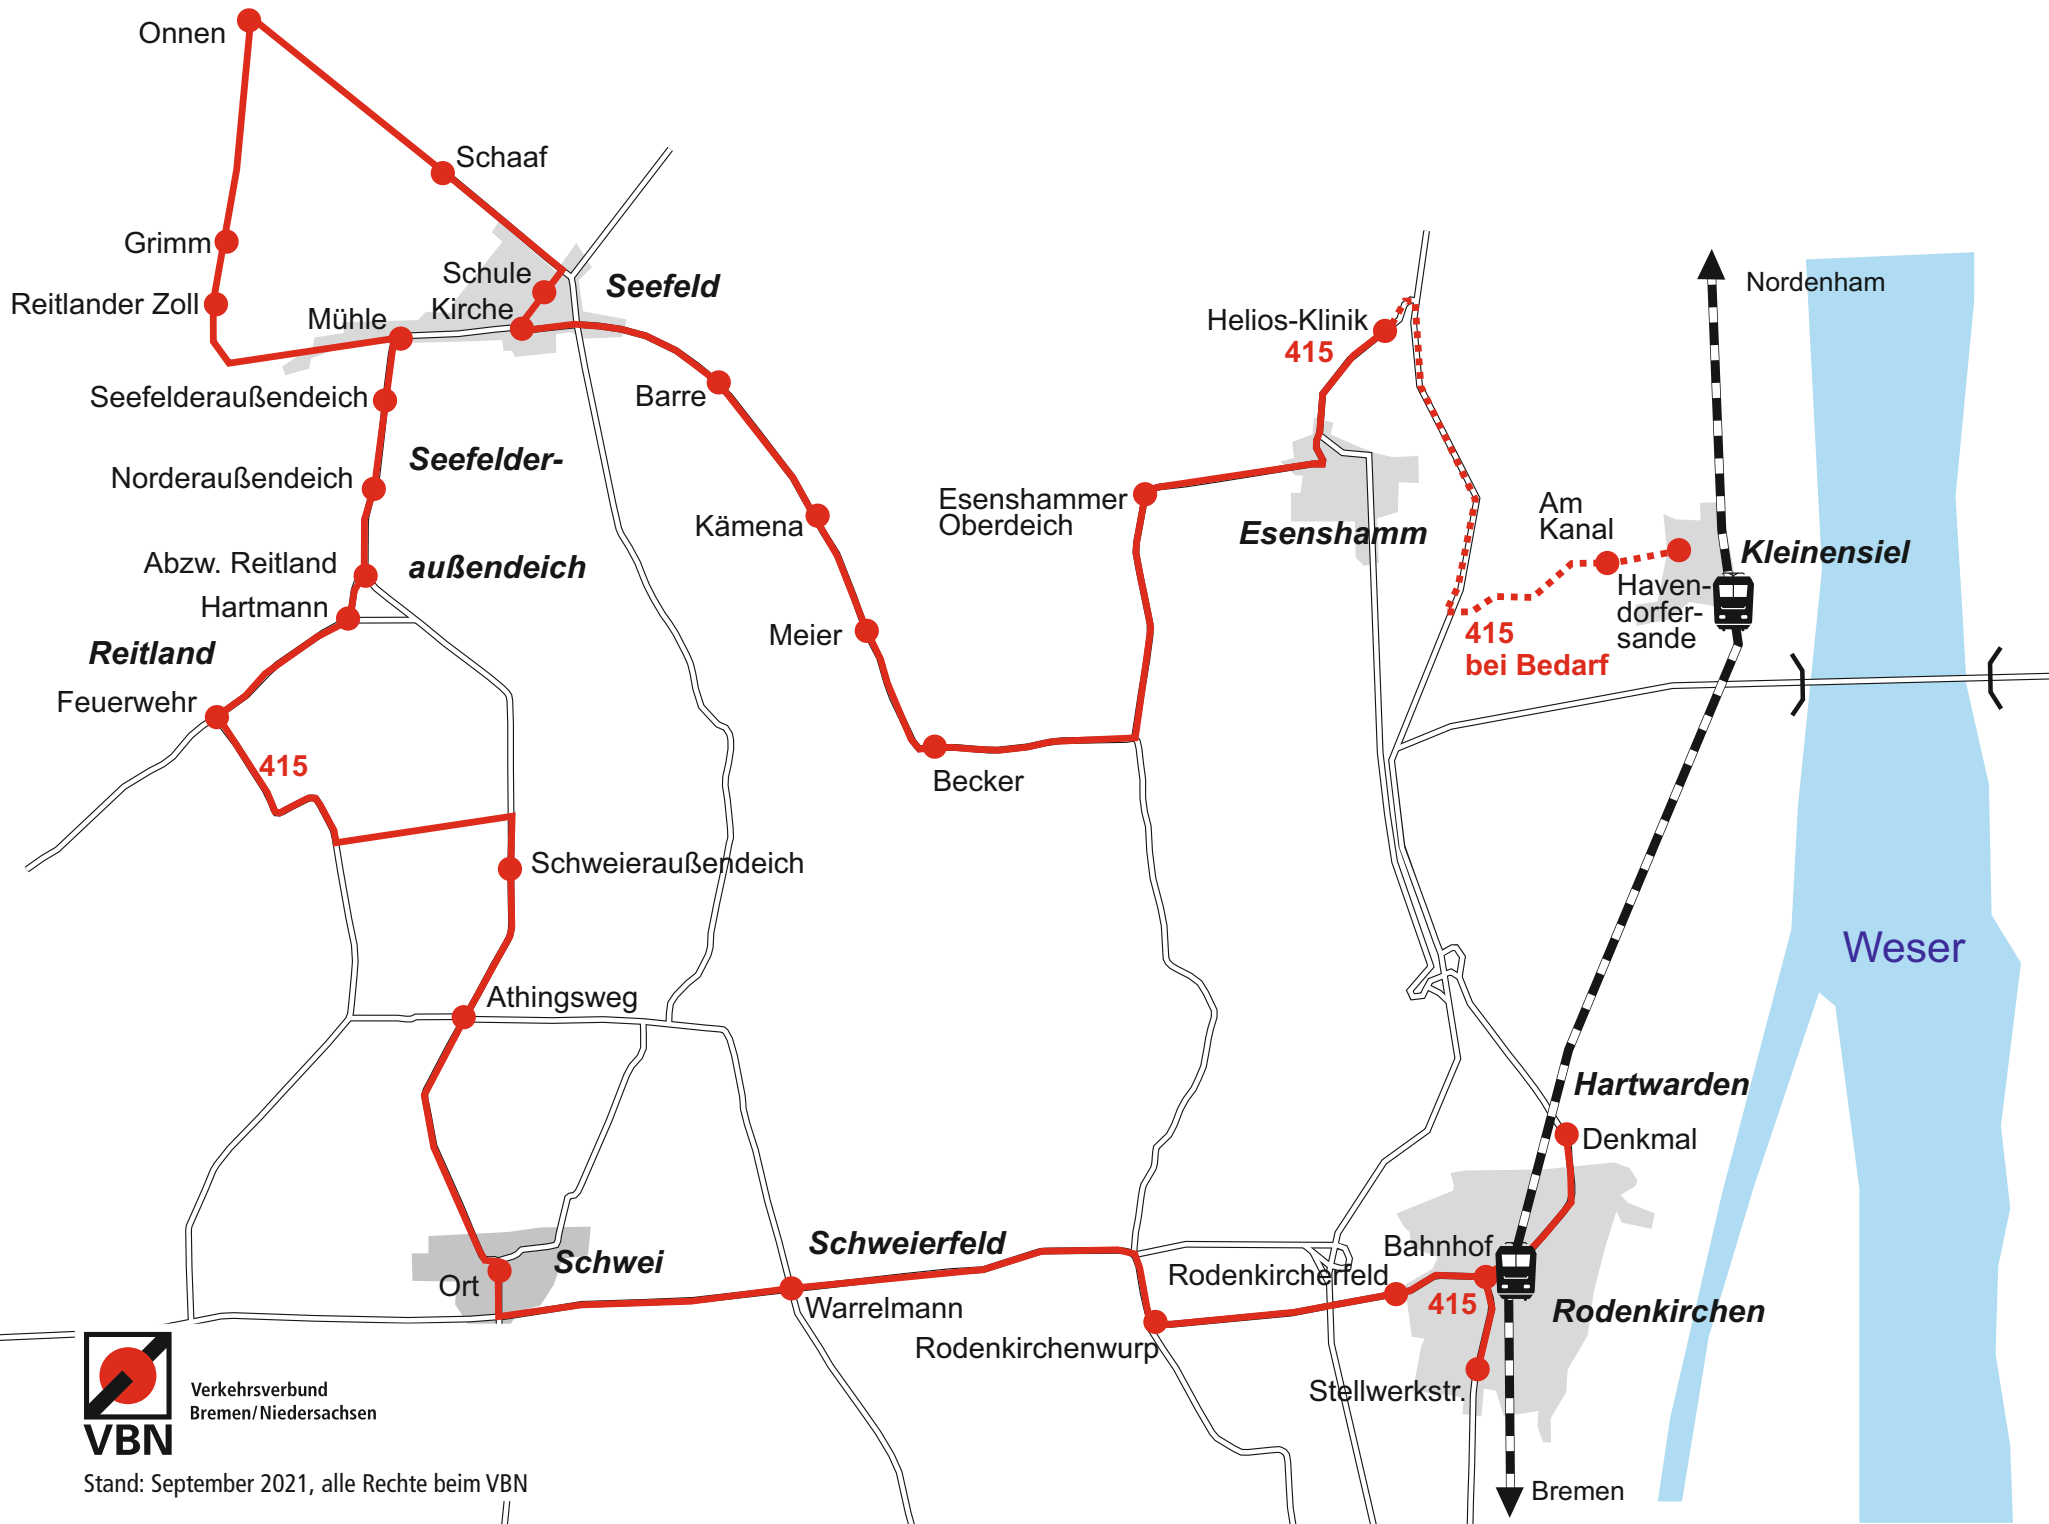 Onnen
Schaaf
Grimm
Schule
Seefeld
Nordenham
Reitlander Zoll
Mühle
Kirche
Helios-Klinik
415
Seefelderaußendeich
Barre
Seefelder-
Norderaußendeich
Esenshammer
Oberdeich
Am
Kanal
Kämena
Esenshamm
Kleinensiel
Abzw. Reitland
außendeich
Haven-
dorfer-
sande
Hartmann
Meier
415
bei Bedarf
Reitland
Feuerwehr
415
Becker
Schweieraußendeich
Weser
Athingsweg
Hartwarden
Denkmal
Schweierfeld
Bahnhof
Schwei
Ort
Rodenkircherfeld
Warrelmann
415
Rodenkirchen
Rodenkirchenwurp
Stellwerkstr.
Verkehrsverbund
Bremen/Niedersachsen
VBN
Stand: September 2021, alle Rechte beim VBN
Bremen